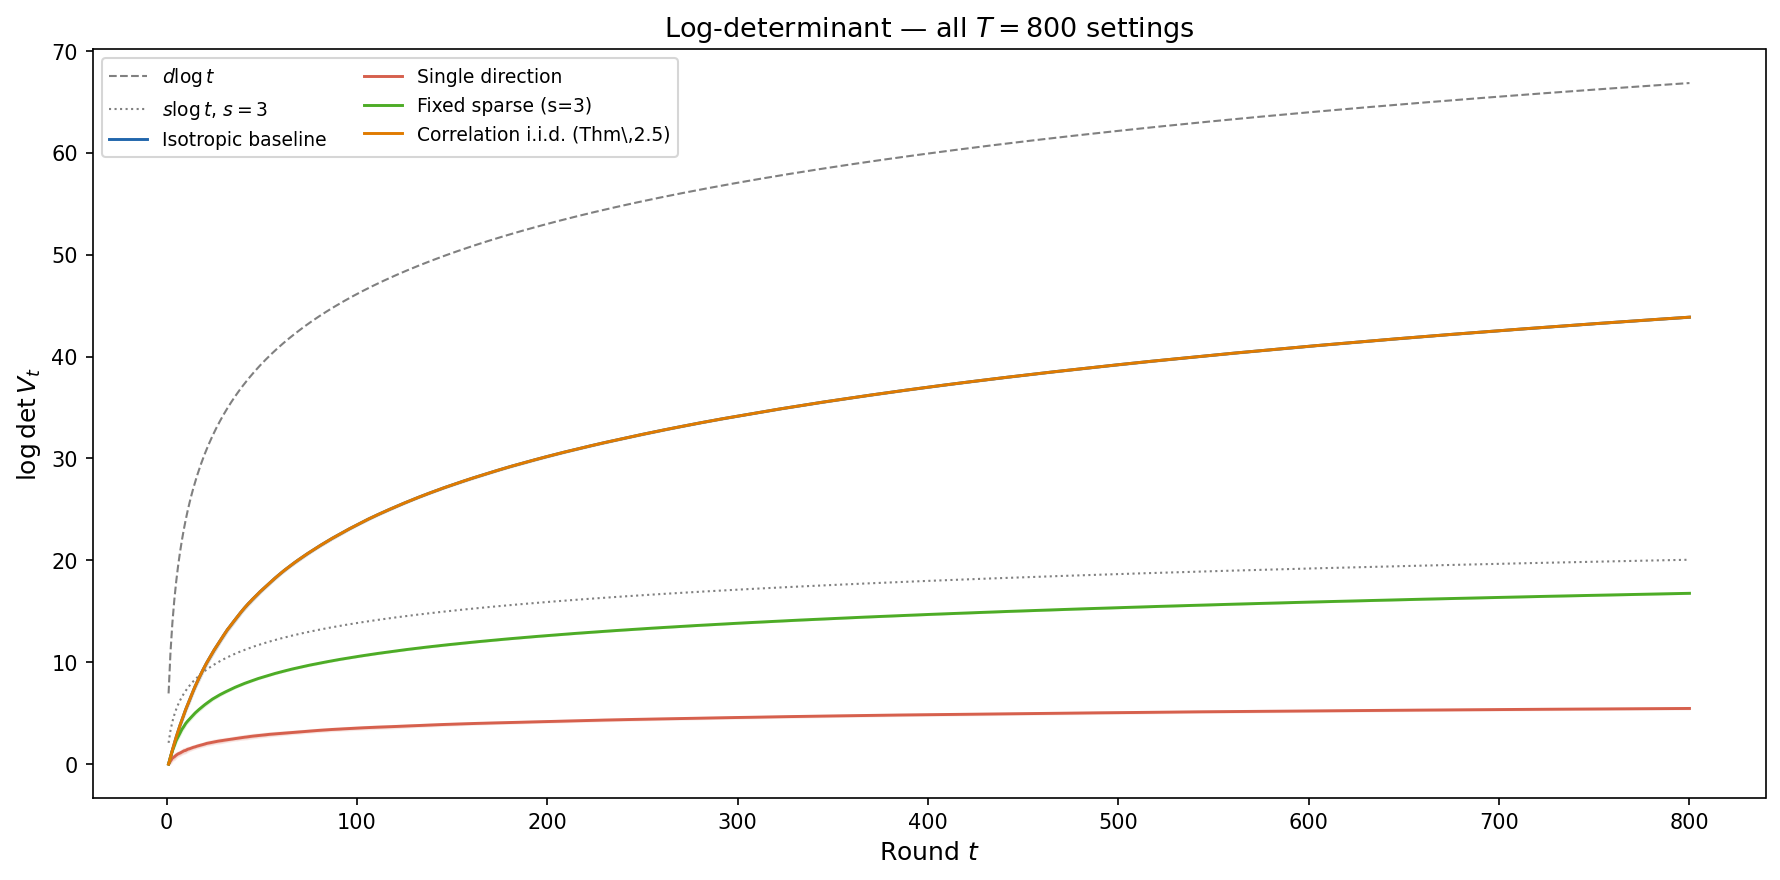 Log-determinant — all T = 800 settings
d log t
s log t, s = 3
Isotropic baseline
Single direction
Fixed sparse (s=3)
Correlation i.i.d. (Thm\,2.5)
log det V_t
70
60
50
40
30
20
10
0
0 100 200 300 400 500 600 700 800
Round t